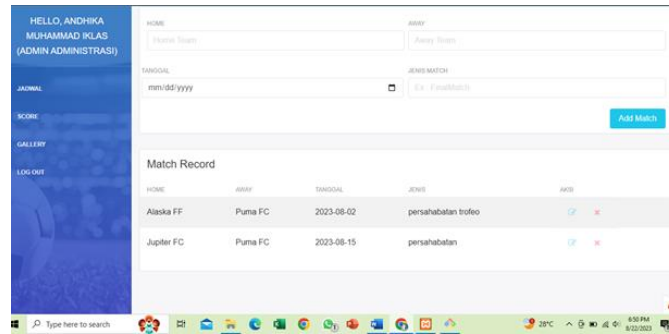 HELLO, ANDHIKA
MUHAMMAD IKLAS
(ADMIN ADMINISTRASI)
JADWAL
SCORE
GALLERY
LOG OUT
HOME
AWAY
Home Team
Away Team
TANGGAL
JENIS MATCH
mm/dd/yyyy
Ex : FinalMatch
Add Match
Match Record
HOME AWAY TANGGAL JENIS AKSI
Alaska FF Puma FC 2023-08-02 persahabatan trofeo
Jupiter FC Puma FC 2023-08-15 persahabatan
Type here to search
28°C
6:50 PM
8/22/2023